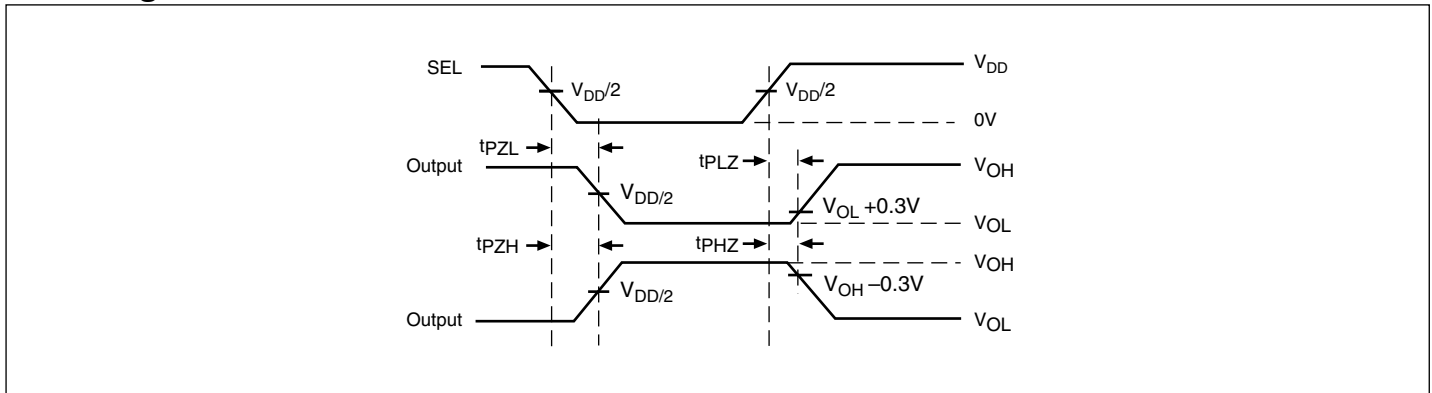 SEL
VDD/2
VDD/2
VDD
0V
tPZL
tPLZ
Output
VOH
VDD/2
VOL +0.3V
VOL
tPZH
tPHZ
VOH
VOH –0.3V
VDD/2
Output
VOL